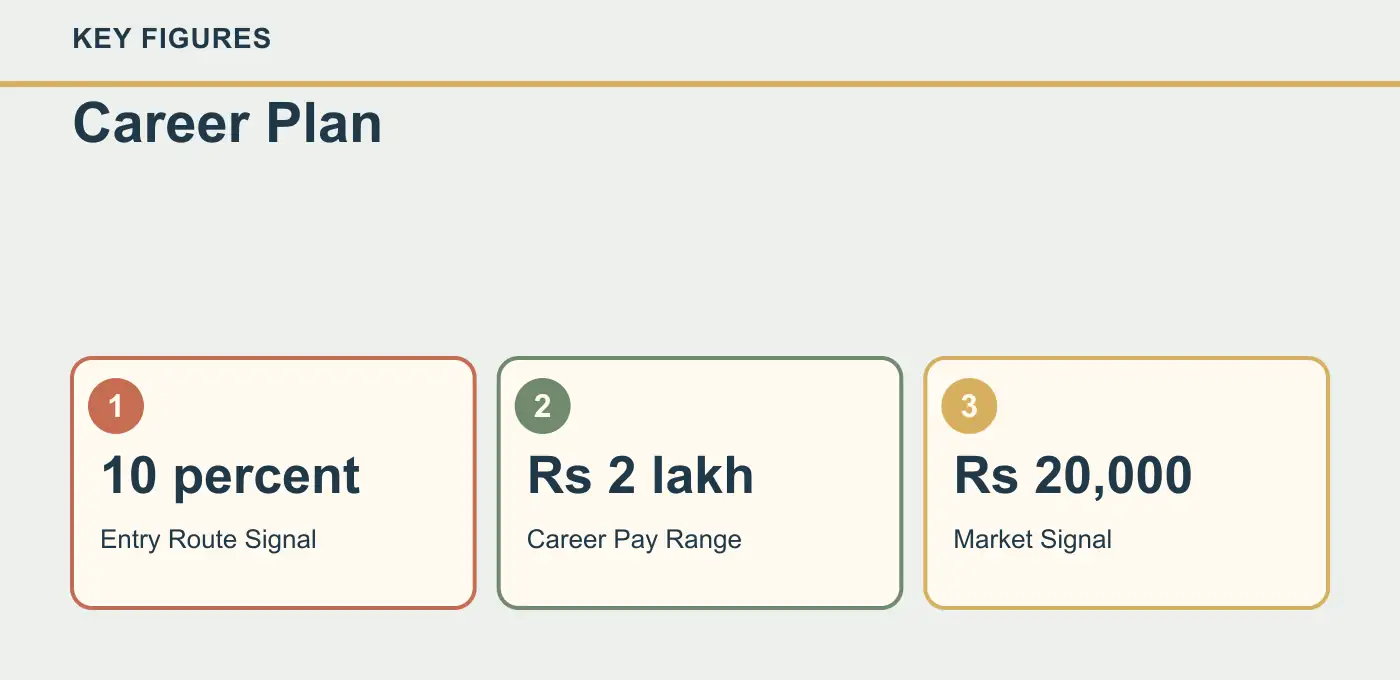 KEY FIGURES
Career Plan
1
10 percent
Entry Route Signal
2
Rs 2 lakh
Career Pay Range
3
Rs 20,000
Market Signal